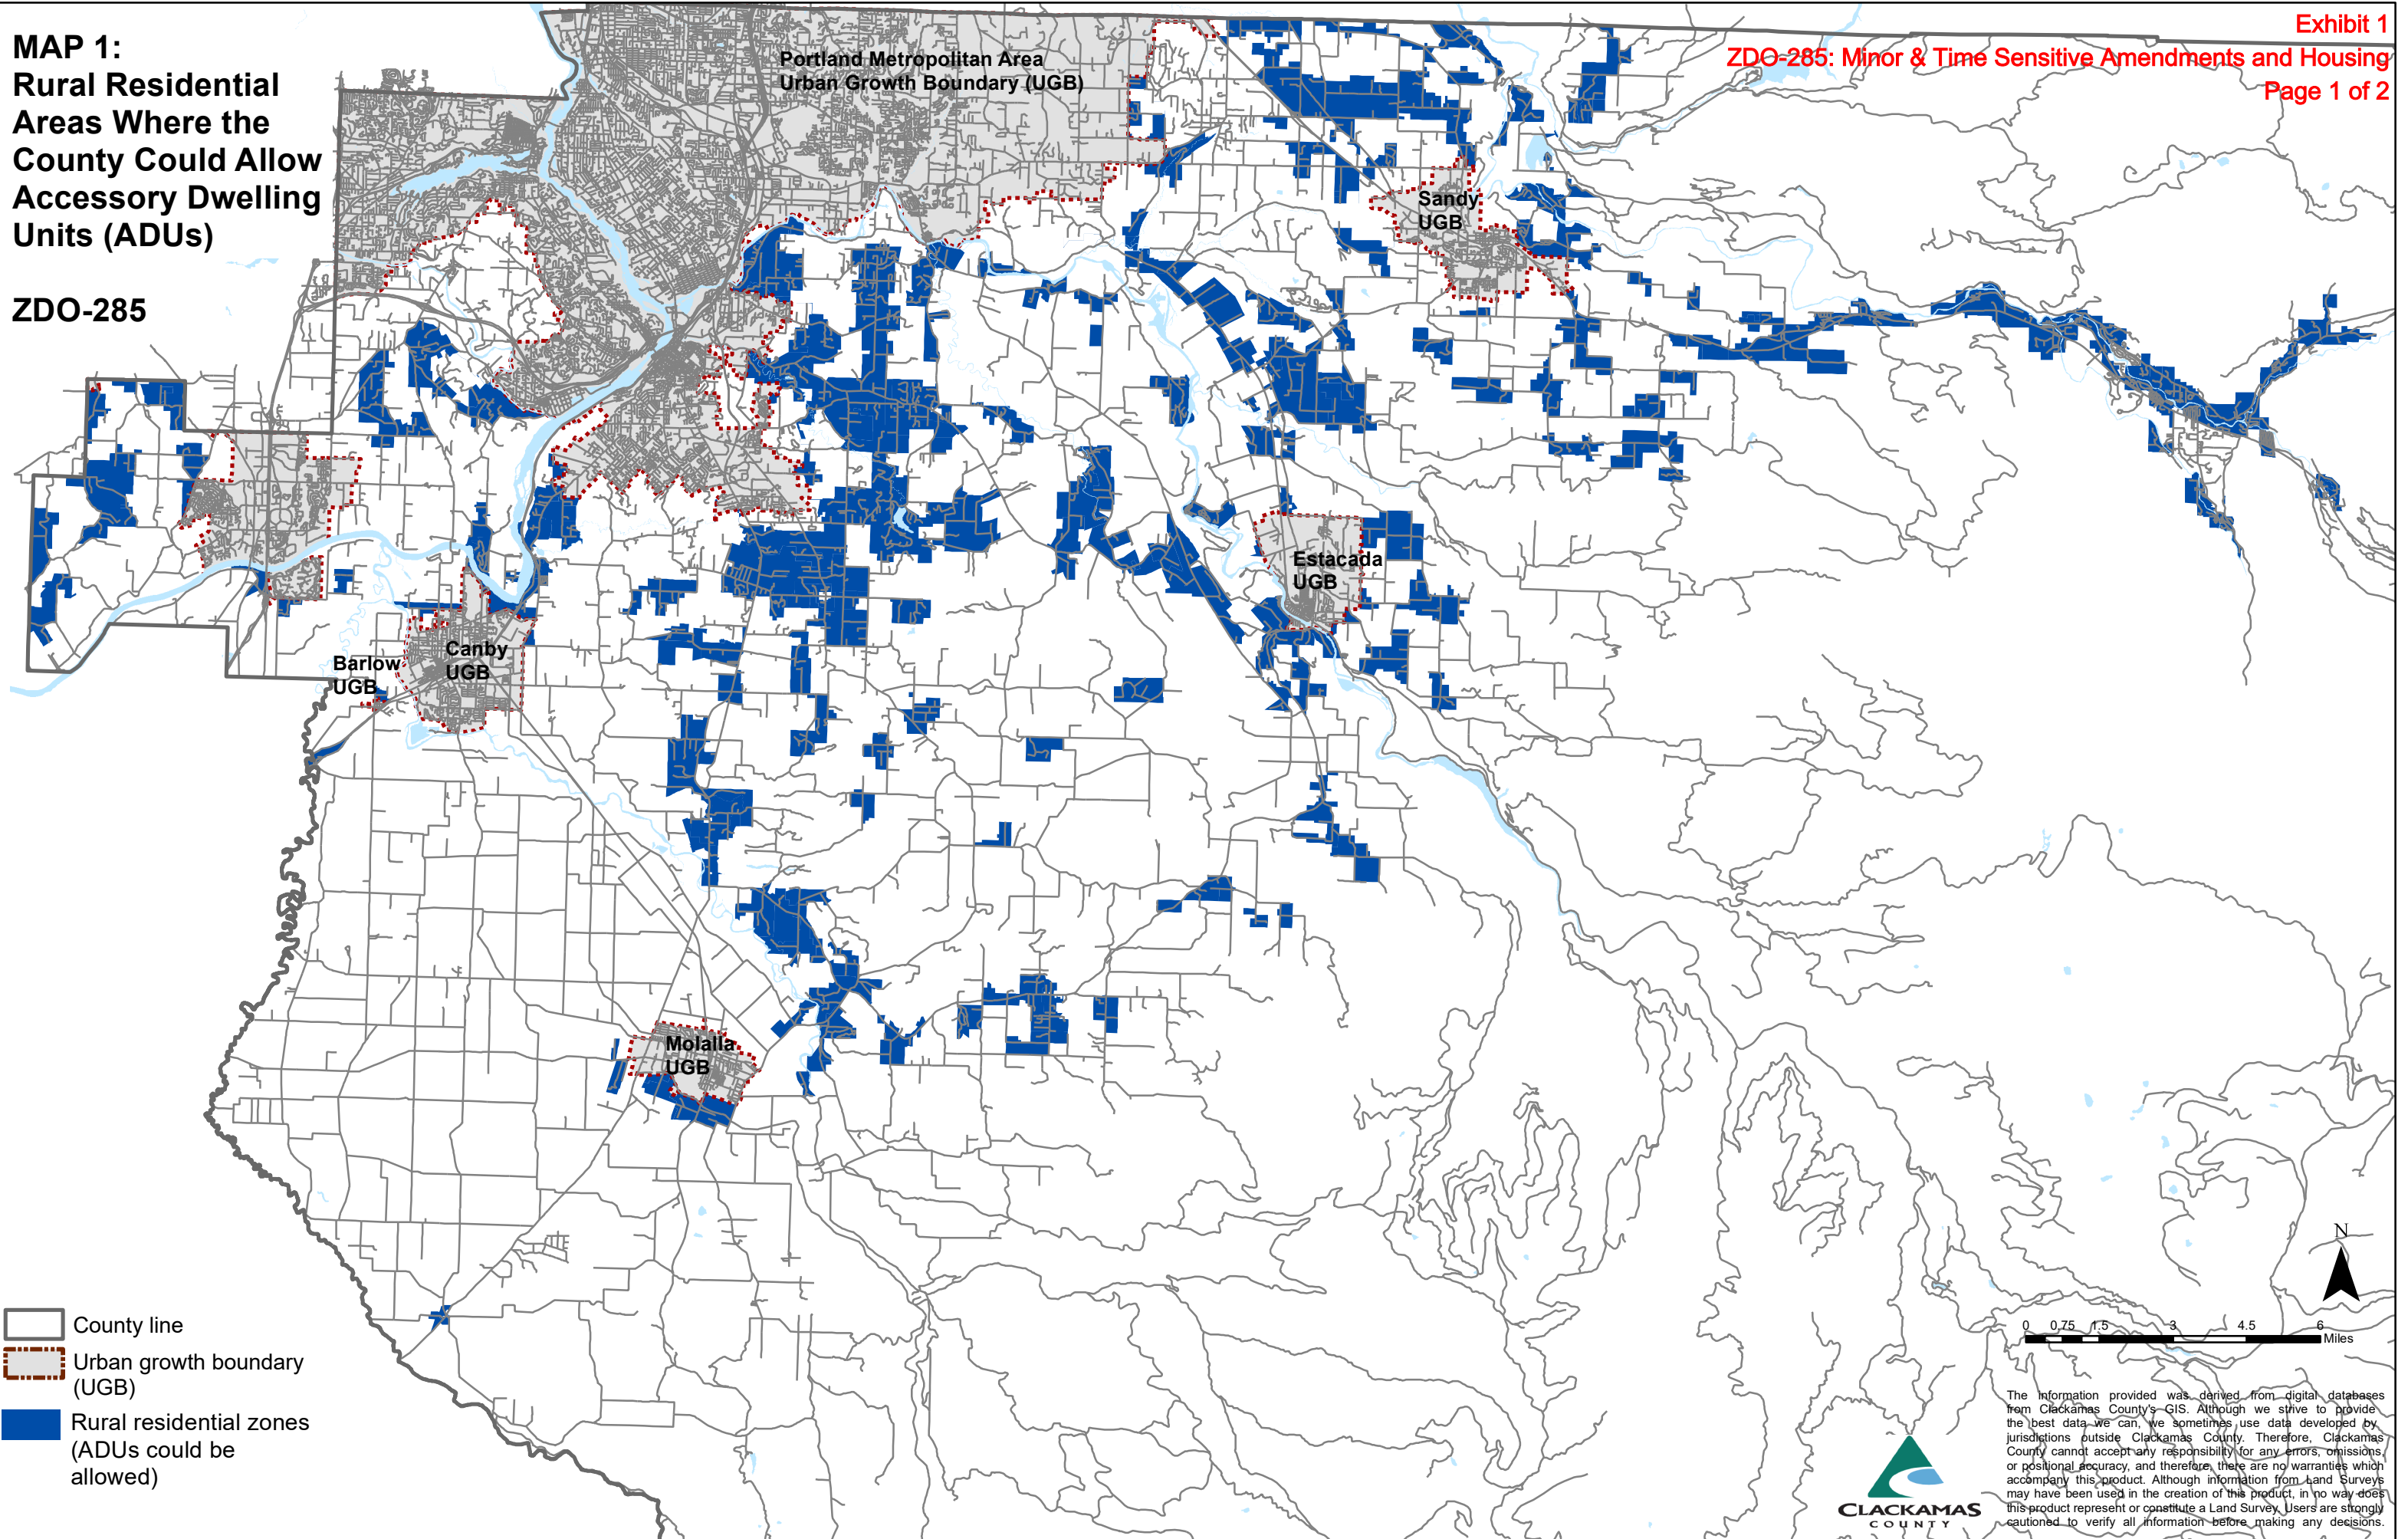 MAP 1:
Rural Residential
Areas Where the
County Could Allow
Accessory Dwelling
Units (ADUs)
ZDO-285
Exhibit 1
ZDO-285: Minor & Time Sensitive Amendments and Housing
Page 1 of 2
Portland Metropolitan Area
Urban Growth Boundary (UGB)
Sandy
UGB
Estacada
UGB
Canby
UGB
Barlow
UGB
Molalla
UGB
County line
Urban growth boundary
(UGB)
Rural residential zones
(ADUs could be
allowed)
N
0 0.75 1.5 3 4.5 6
Miles
The information provided was derived from digital databases
from Clackamas County's GIS. Although we strive to provide
the best data we can, we sometimes use data developed by
jurisdictions outside Clackamas County. Therefore, Clackamas
County cannot accept any responsibility for any errors, omissions,
or positional accuracy, and therefore, there are no warranties which
accompany this product. Although information from Land Surveys
may have been used in the creation of this product, in no way does
this product represent or constitute a Land Survey. Users are strongly
cautioned to verify all information before making any decisions.
CLACKAMAS
COUNTY